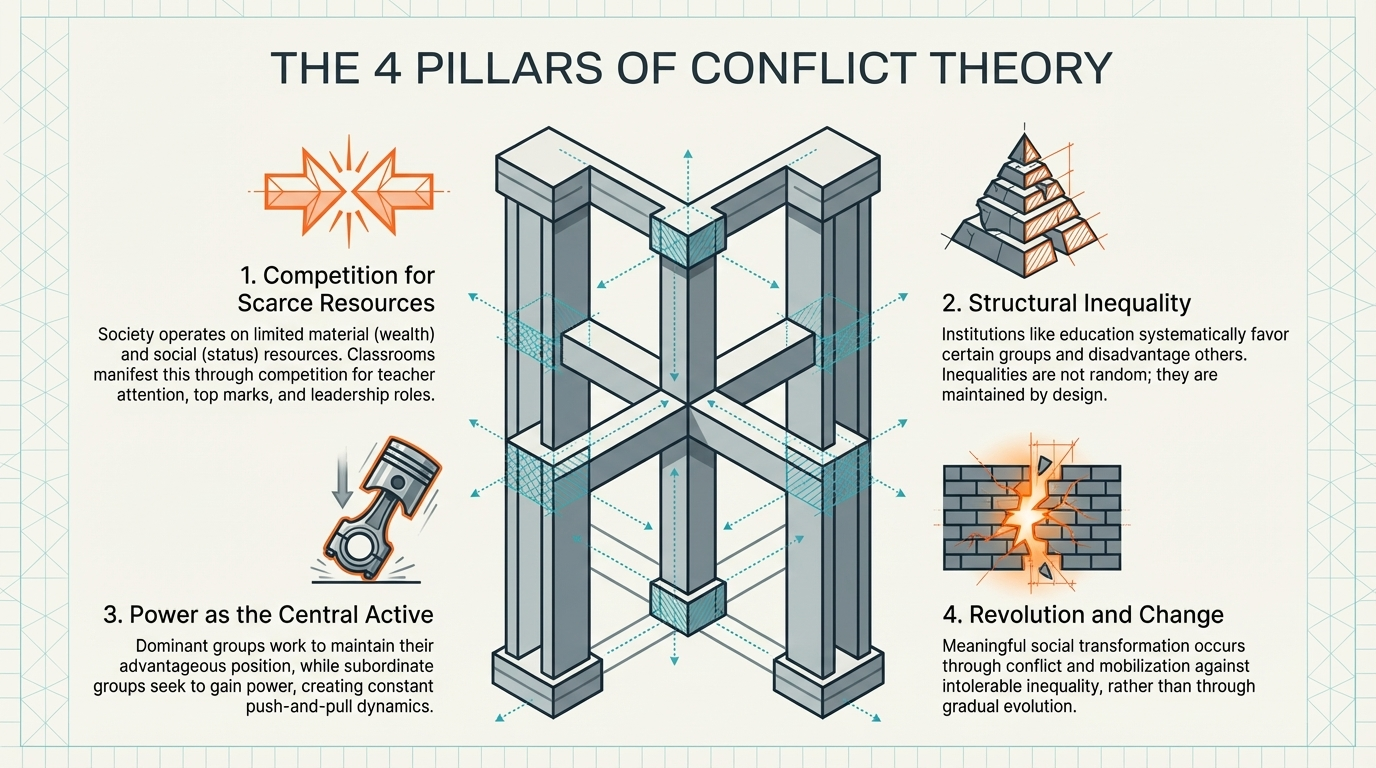 THE 4 PILLARS OF CONFLICT THEORY
1. Competition for
Scarce Resources
Society operates on limited material (wealth)
and social (status) resources. Classrooms
manifest this through competition for teacher
attention, top marks, and leadership roles.
2. Structural Inequality
Institutions like education systematically favor
certain groups and disadvantage others.
Inequalities are not random; they are
maintained by design.
3. Power as the Central Active
Dominant groups work to maintain their
advantageous position, while subordinate
groups seek to gain power, creating constant
push-and-pull dynamics.
4. Revolution and Change
Meaningful social transformation occurs
through conflict and mobilization against
intolerable inequality, rather than through
gradual evolution.